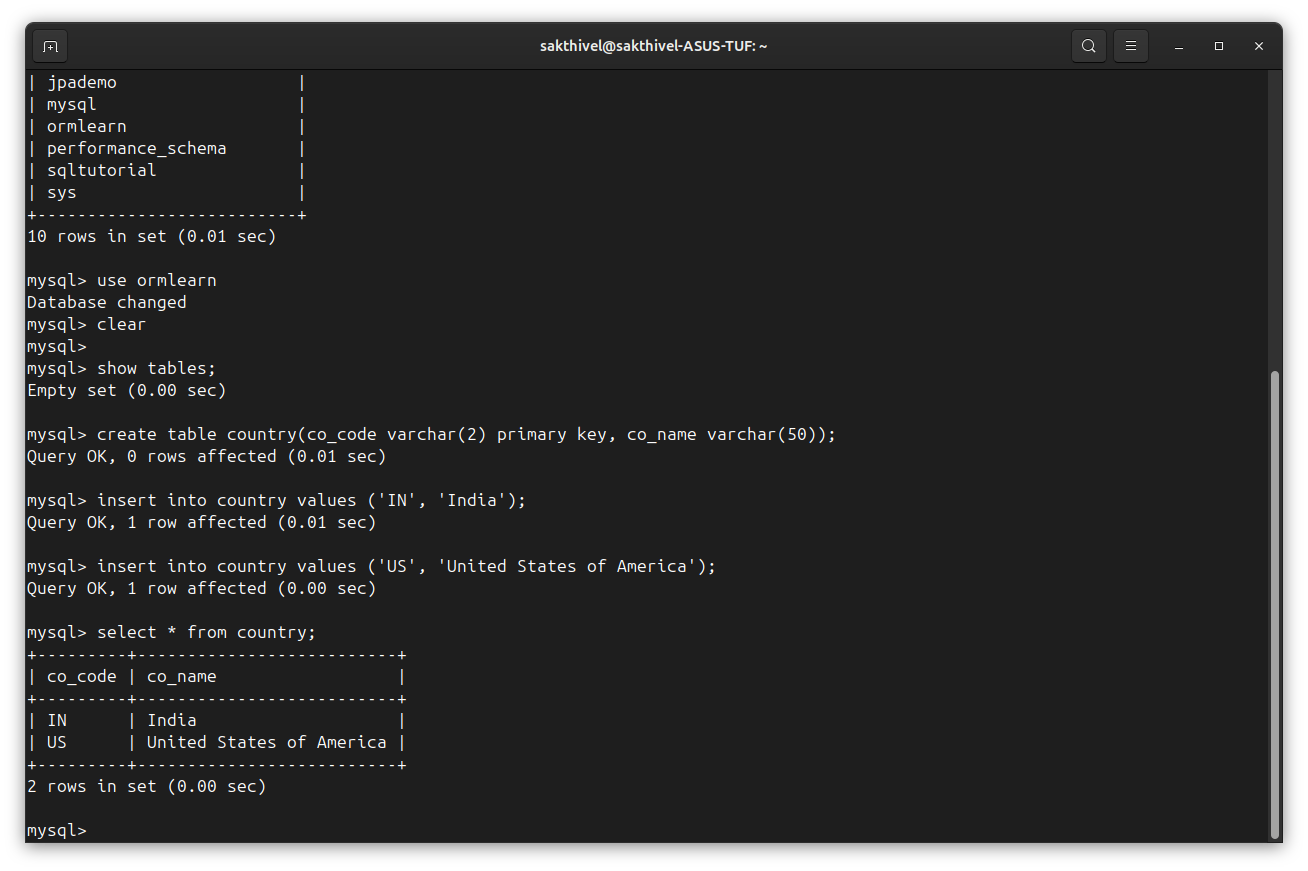 sakthivel@sakthivel-ASUS-TUF: ~
| jpademo                  |
| mysql                    |
| ormlearn                 |
| performance_schema       |
| sqltutorial              |
| sys                      |
+--------------------------+
10 rows in set (0.01 sec)

mysql> use ormlearn
Database changed
mysql> clear
mysql>
mysql> show tables;
Empty set (0.00 sec)

mysql> create table country(co_code varchar(2) primary key, co_name varchar(50));
Query OK, 0 rows affected (0.01 sec)

mysql> insert into country values ('IN', 'India');
Query OK, 1 row affected (0.01 sec)

mysql> insert into country values ('US', 'United States of America');
Query OK, 1 row affected (0.00 sec)

mysql> select * from country;
+---------+--------------------------+
| co_code | co_name                  |
+---------+--------------------------+
| IN      | India                    |
| US      | United States of America |
+---------+--------------------------+
2 rows in set (0.00 sec)

mysql>